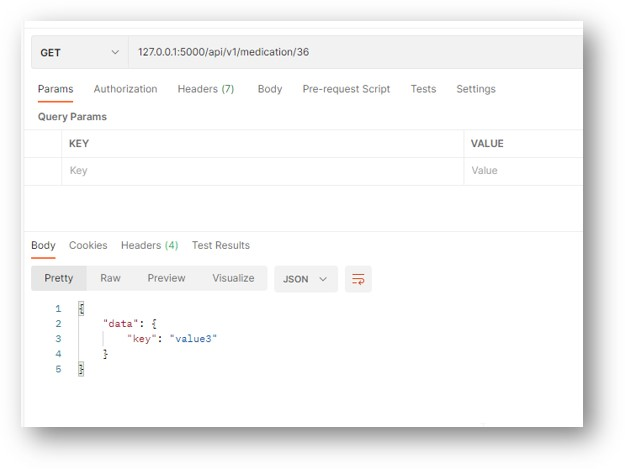 GET 127.0.0.1:5000/api/v1/medication/36
Params Authorization Headers (7) Body Pre-request Script Tests Settings
Query Params
KEY VALUE
Key Value
Body Cookies Headers (4) Test Results
Pretty Raw Preview Visualize JSON
1 {
2 "data": {
3 "key": "value3"
4 }
5 }